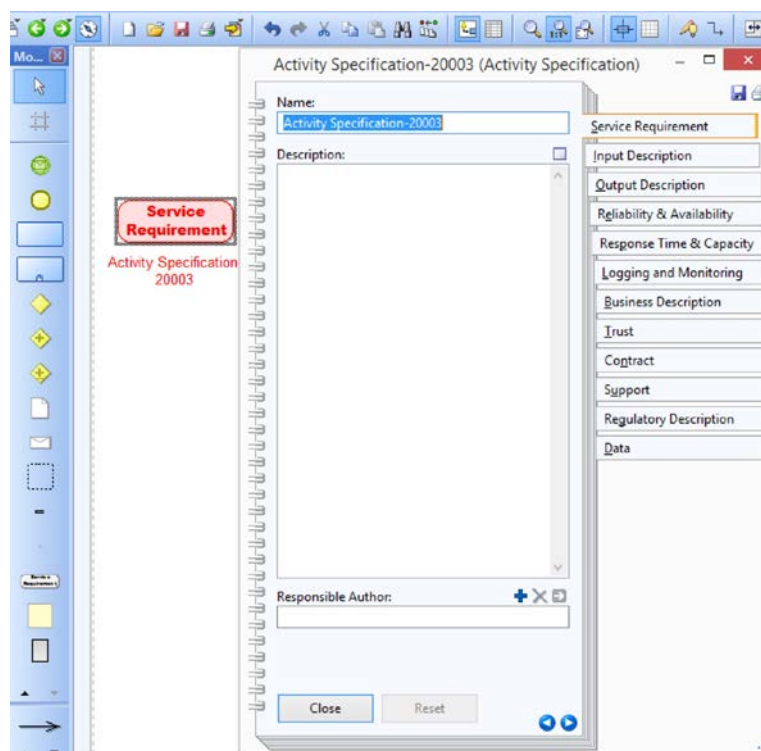 Mo...
Activity Specification-20003 (Activity Specification)
Name:
Activity Specification-20003
Description:
Service
Requirement
Activity Specification
20003
Service Requirement
Input Description
Output Description
Reliability & Availability
Response Time & Capacity
Logging and Monitoring
Business Description
Trust
Contract
Support
Regulatory Description
Data
Service
Requirement
Responsible Author:
Close
Reset